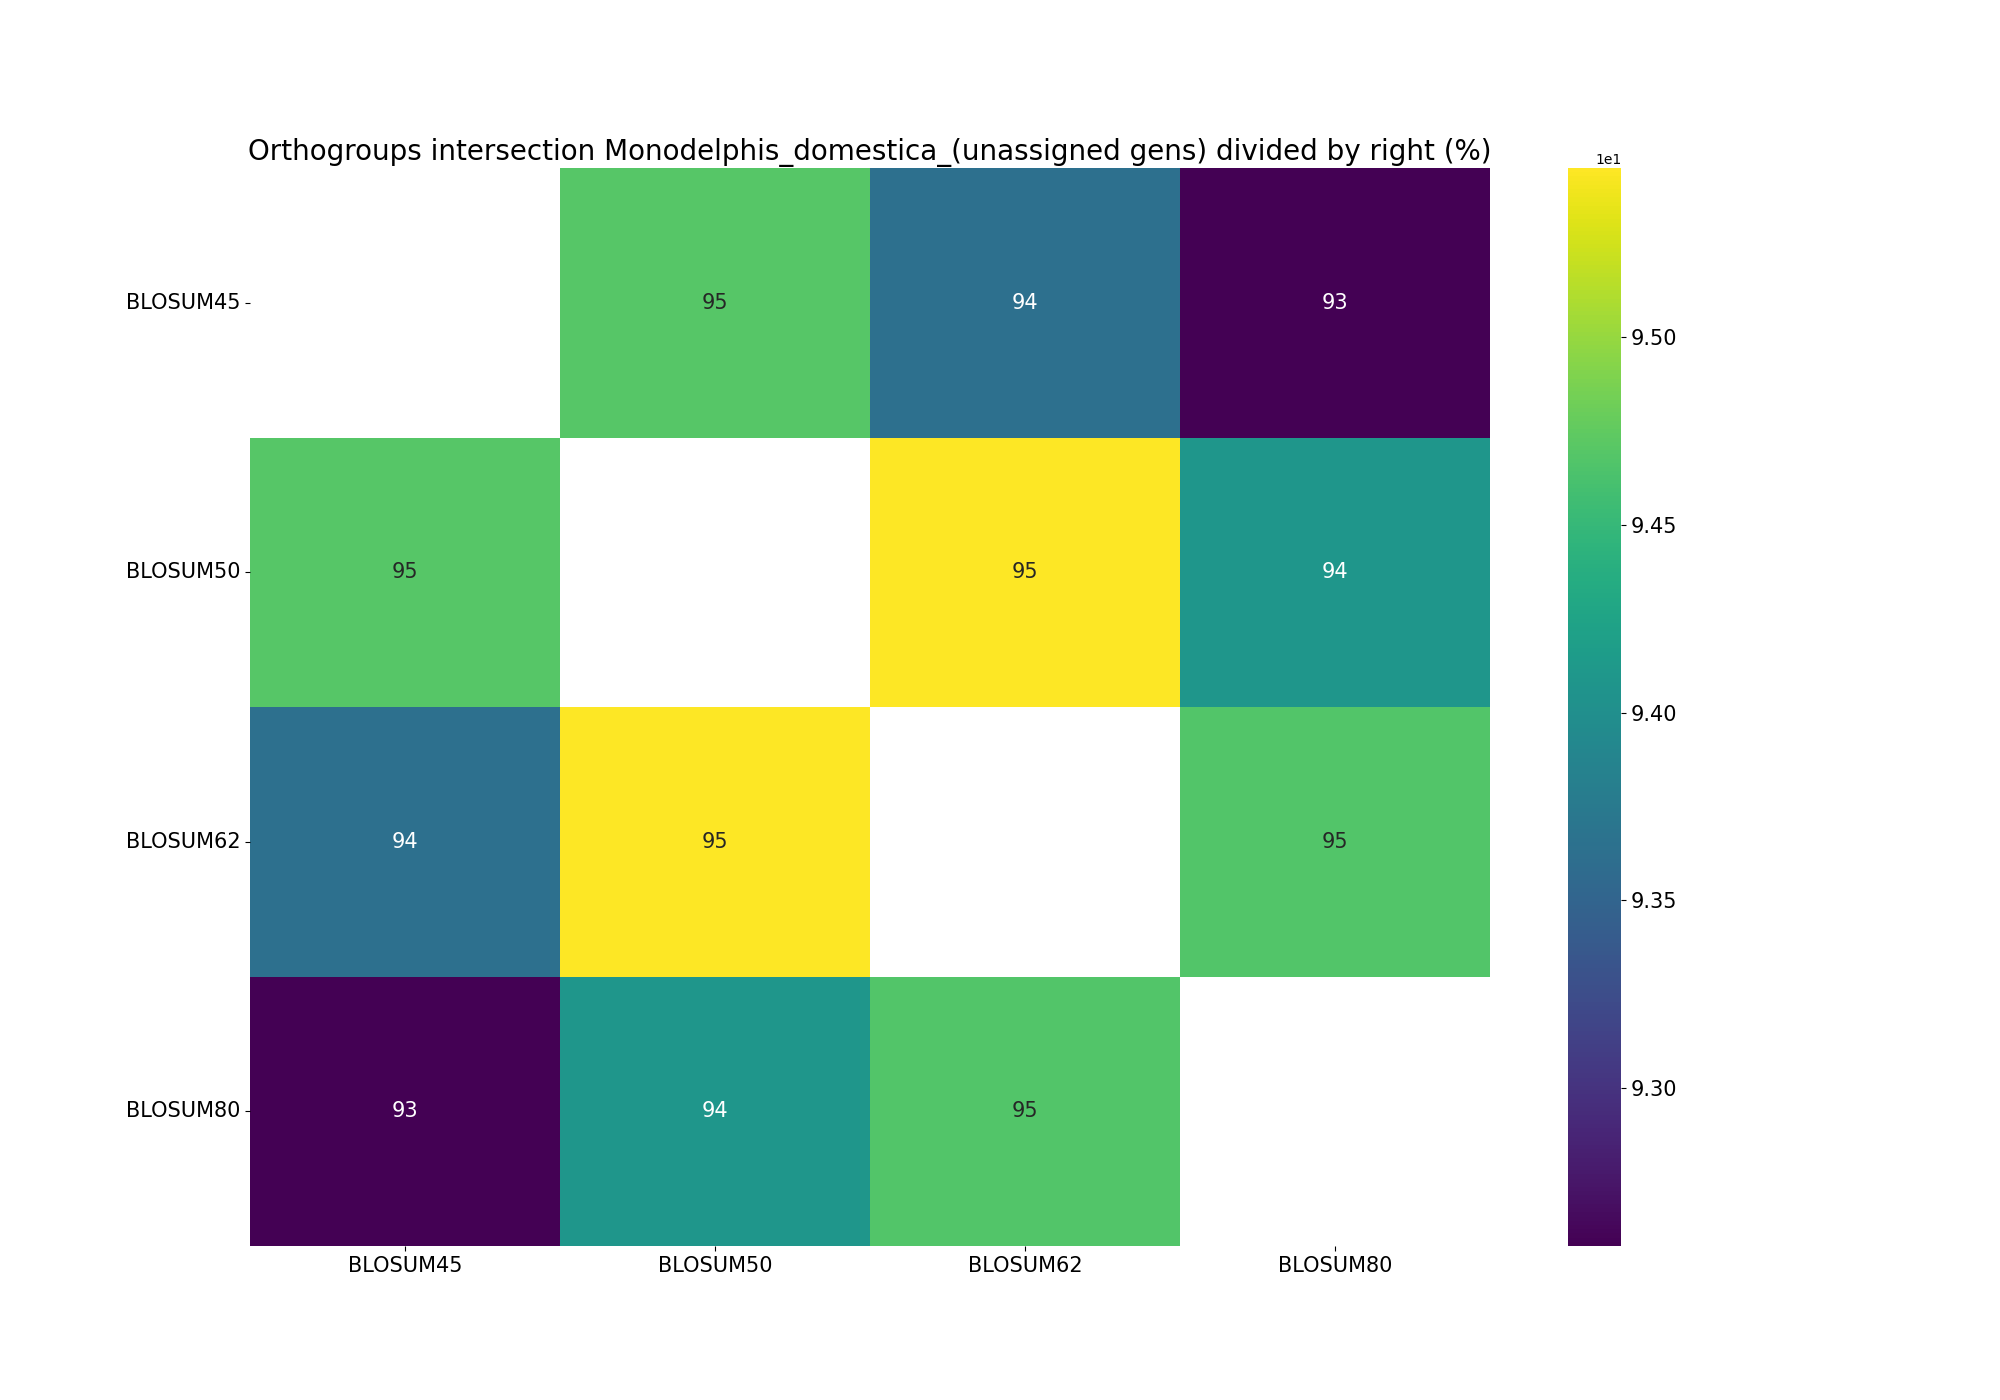 Orthogroups intersection Monodelphis_domestica_(unassigned gens) divided by right (%)
1e1
BLOSUM45 95 94 93
9.50
BLOSUM50 95 95 94
9.45
9.40
BLOSUM62 94 95 95
9.35
BLOSUM80 93 94 95
9.30
BLOSUM45 BLOSUM50 BLOSUM62 BLOSUM80